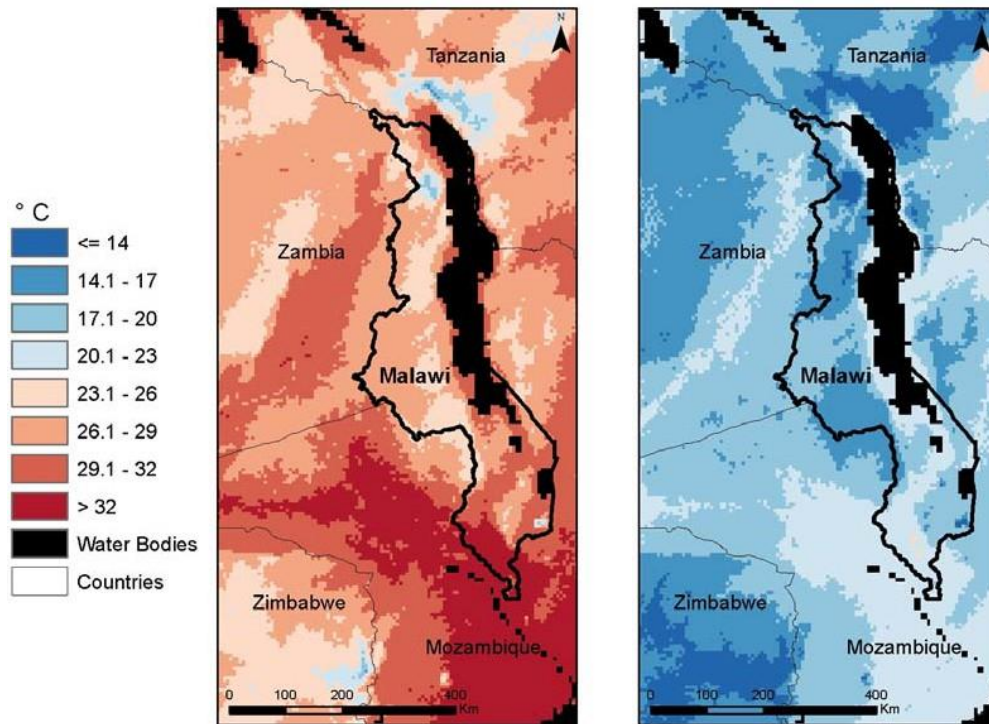 ° C
<= 14
14.1 - 17
17.1 - 20
20.1 - 23
23.1 - 26
26.1 - 29
29.1 - 32
> 32
Water Bodies
Countries
N
Tanzania
Zambia
Malawi
Zimbabwe
Mozambique
0 100 200 400
Km
N
Tanzania
Zambia
Malawi
Zimbabwe
Mozambique
0 100 200 400
Km